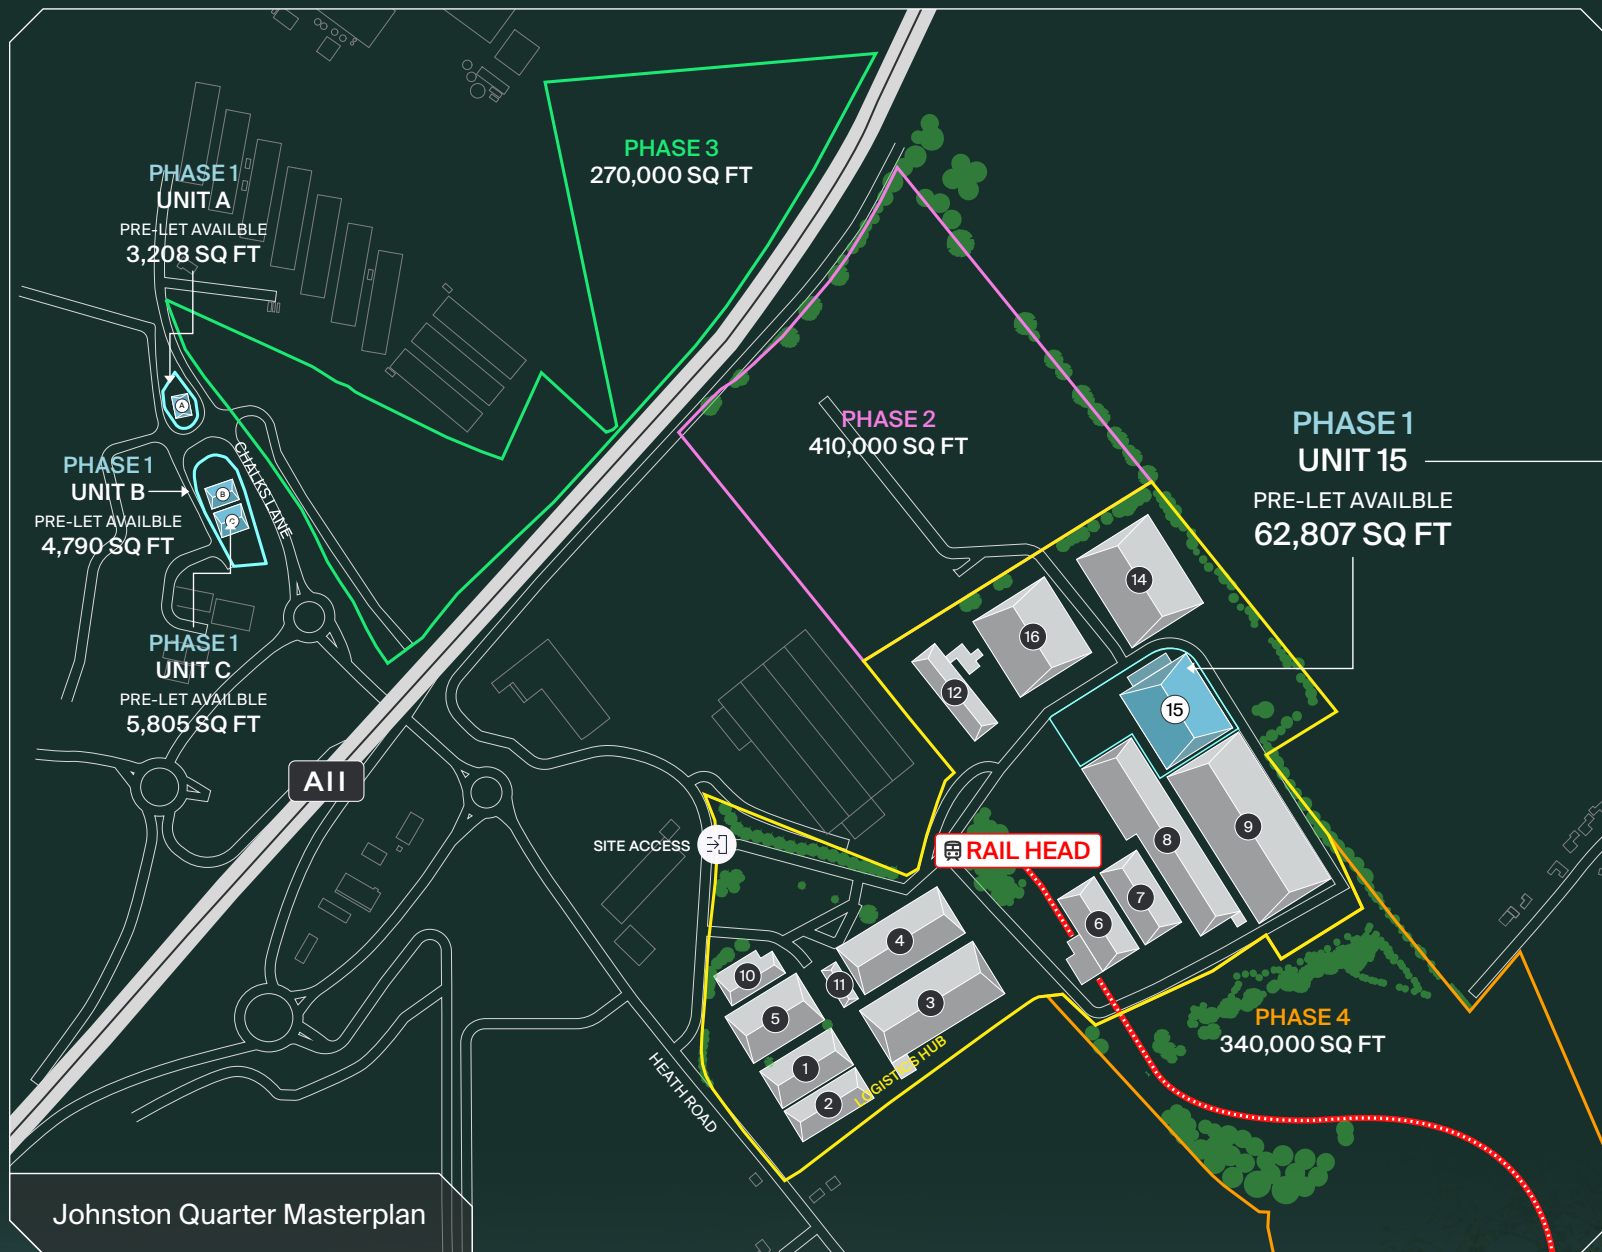 PHASE 3
270,000 SQ FT
PHASE 1
UNIT A
PRE-LET AVAILBLE
3,208 SQ FT
A
PHASE 2
410,000 SQ FT
PHASE 1
UNIT 15
PRE-LET AVAILBLE
62,807 SQ FT
CHALKS LANE
PHASE 1
UNIT B
PRE-LET AVAILBLE
4,790 SQ FT
B
C
PHASE 1
UNIT C
PRE-LET AVAILBLE
5,805 SQ FT
14
16
12
15
A11
SITE ACCESS
RAIL HEAD
8
9
7
6
4
10
11
3
5
1
2
LOGISTICS HUB
HEATH ROAD
PHASE 4
340,000 SQ FT
Johnston Quarter Masterplan